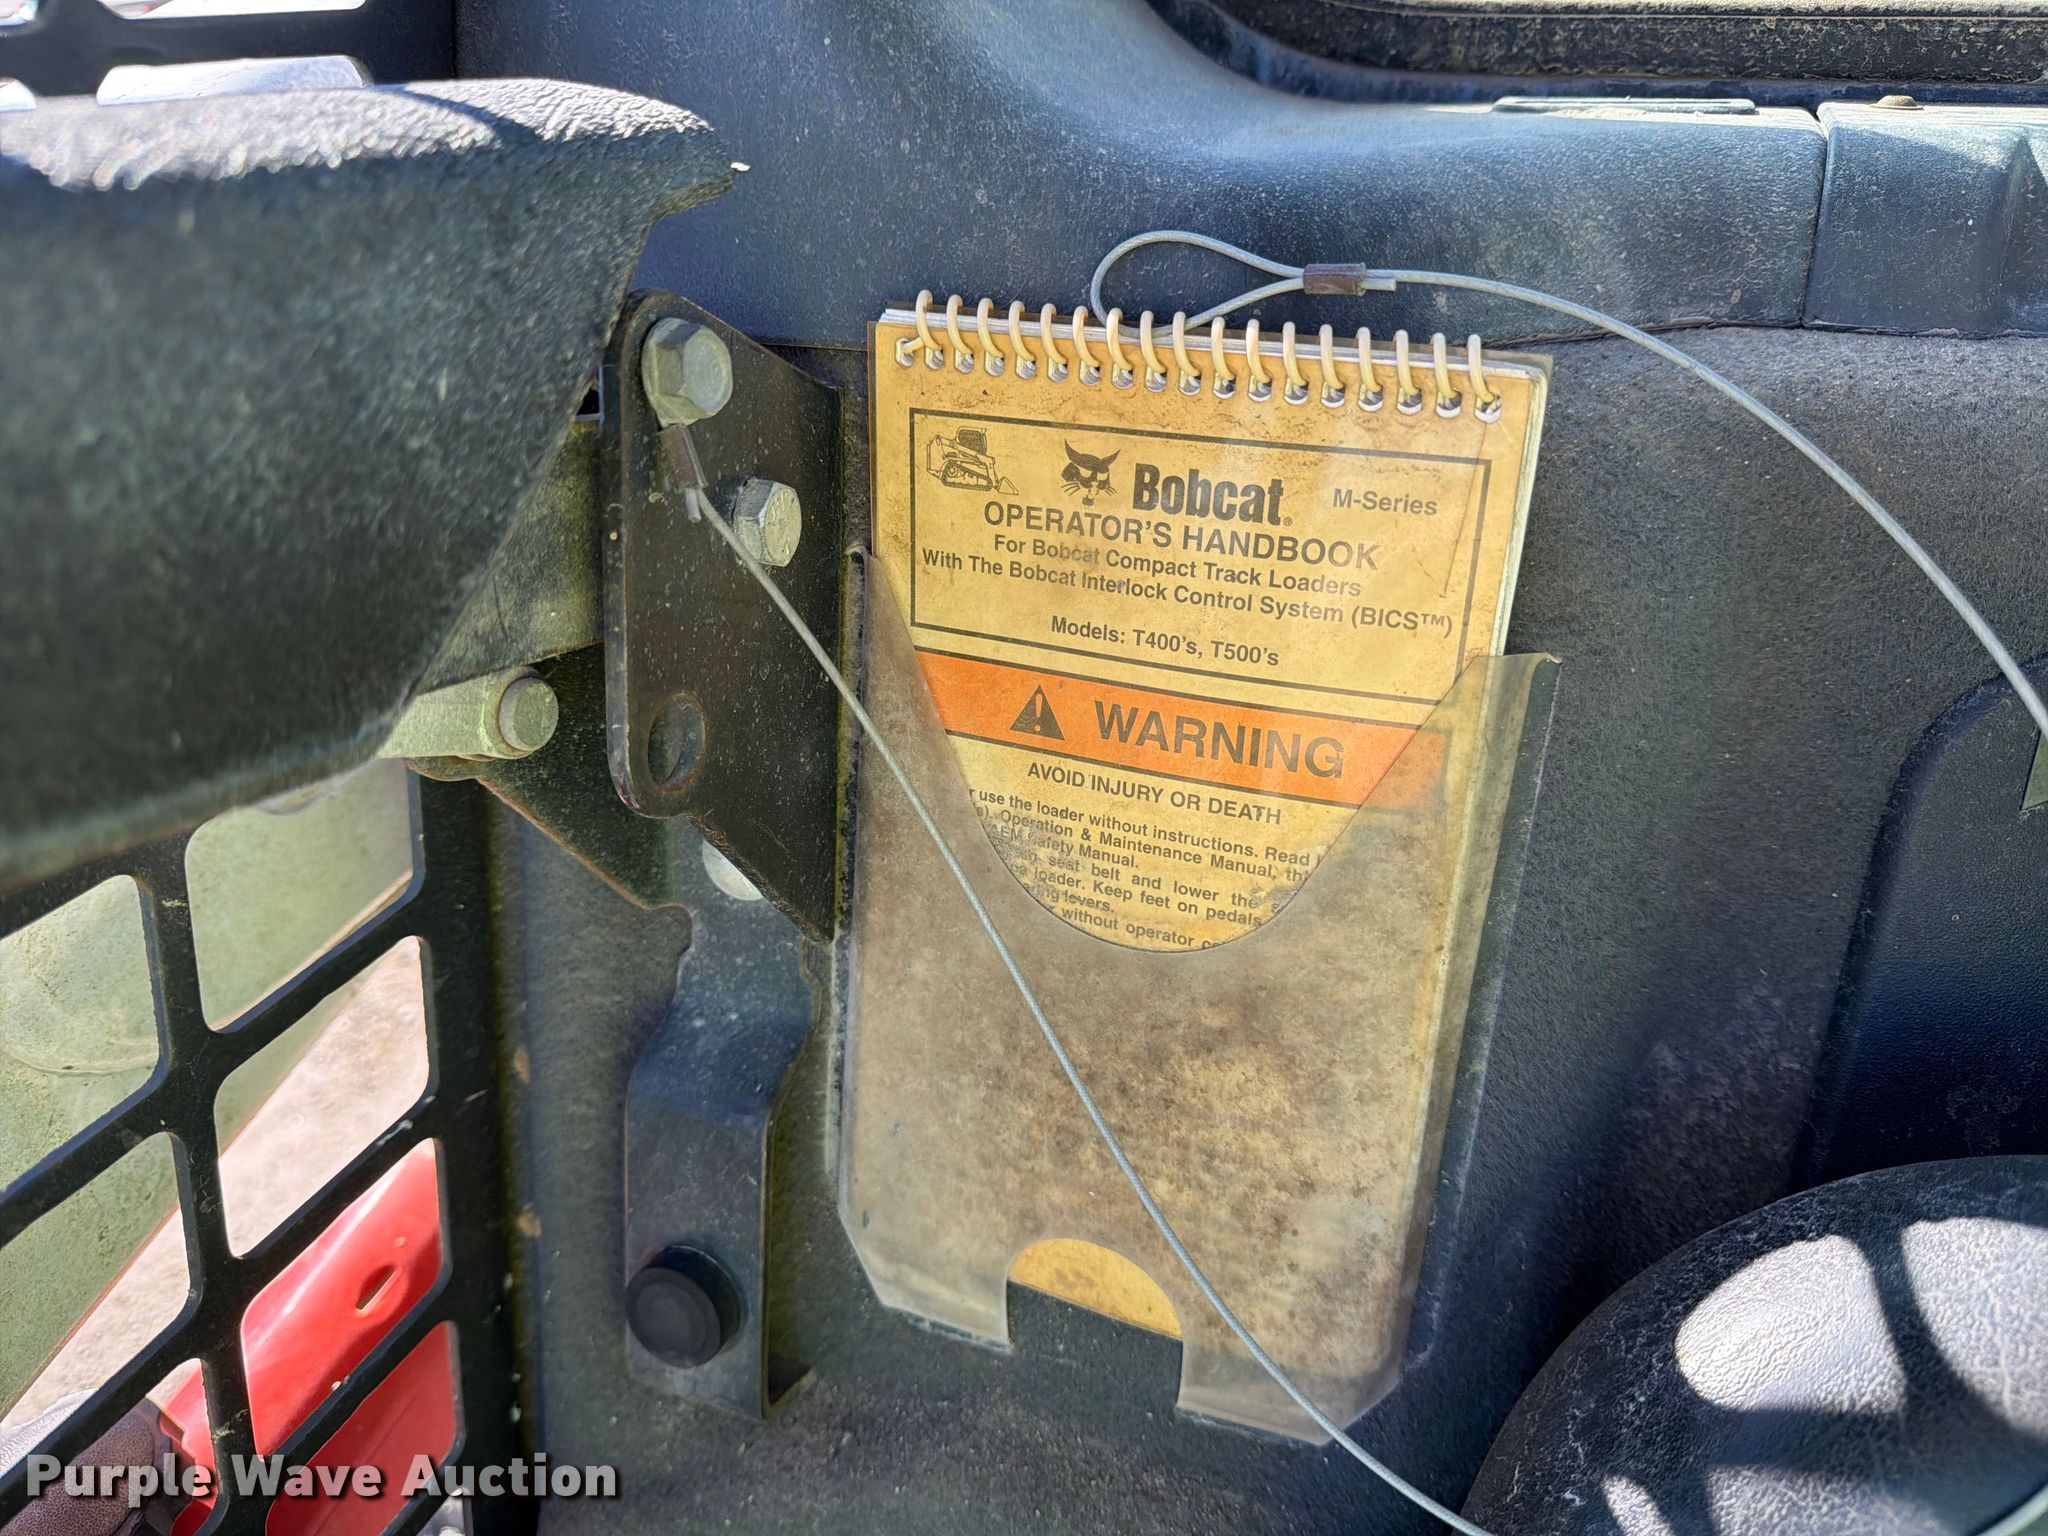 Bobcat® M-Series
OPERATOR'S HANDBOOK
For Bobcat Compact Track Loaders
With The Bobcat Interlock Control System (BICS™)
Models: T400's, T500's
WARNING
AVOID INJURY OR DEATH
use the loader without instructions. Read
Operation & Maintenance Manual,
AEM Safety Manual.
seat belt and lower the
loader. Keep feet on pedals
levers.
without operator
Purple Wave Auction